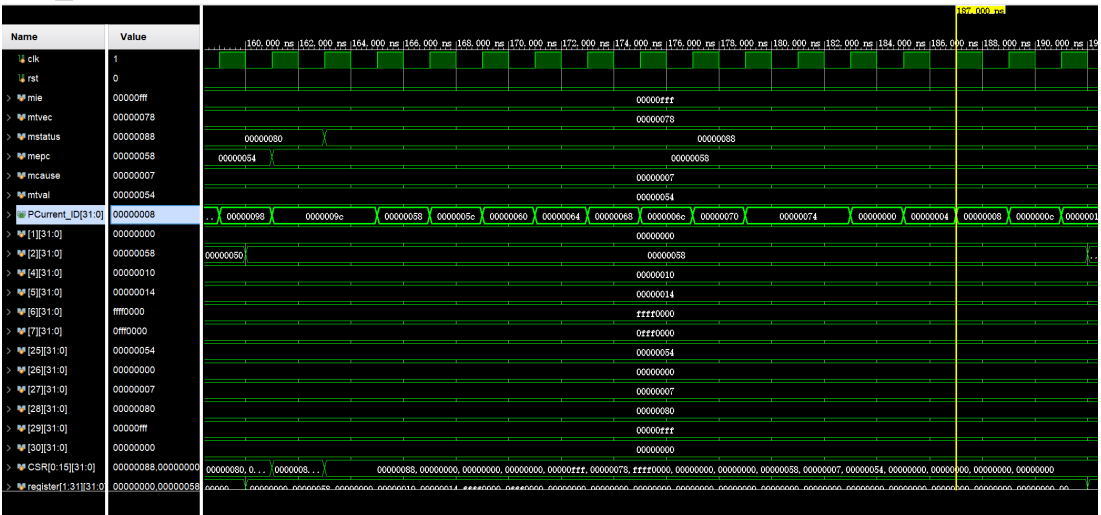 187.000 ns
Name Value
160.000 ns 162.000 ns 164.000 ns 166.000 ns 168.000 ns 170.000 ns 172.000 ns 174.000 ns 176.000 ns 178.000 ns 180.000 ns 182.000 ns 184.000 ns 186.000 ns 188.000 ns 190.000 ns 19
clk 1
rst 0
mie 00000fff 00000fff
mtvec 00000078 00000078
mstatus 00000088 00000080 00000088
mepc 00000058 00000054 00000058
mcause 00000007 00000007
mtval 00000054 00000054
PCurrent_ID[31:0] 00000008 .. 00000098 0000009c 00000058 0000005c 00000060 00000064 00000068 0000006c 00000070 00000074 00000000 00000004 00000008 0000000c 0000001
[1][31:0] 00000000 00000000
[2][31:0] 00000058 00000050 00000058 ..
[4][31:0] 00000010 00000010
[5][31:0] 00000014 00000014
[6][31:0] ffff0000 ffff0000
[7][31:0] 0fff0000 0fff0000
[25][31:0] 00000054 00000054
[26][31:0] 00000000 00000000
[27][31:0] 00000007 00000007
[28][31:0] 00000080 00000080
[29][31:0] 00000fff 00000fff
[30][31:0] 00000000 00000000
CSR[0:15][31:0] 00000088,00000000 00000080,0... 0000008... 00000088,00000000,00000000,00000000,00000fff,00000078,ffff0000,00000000,00000000,00000058,00000007,00000054,00000000,00000000,00000000,00000000
register[1:31][31:0] 00000000,00000058